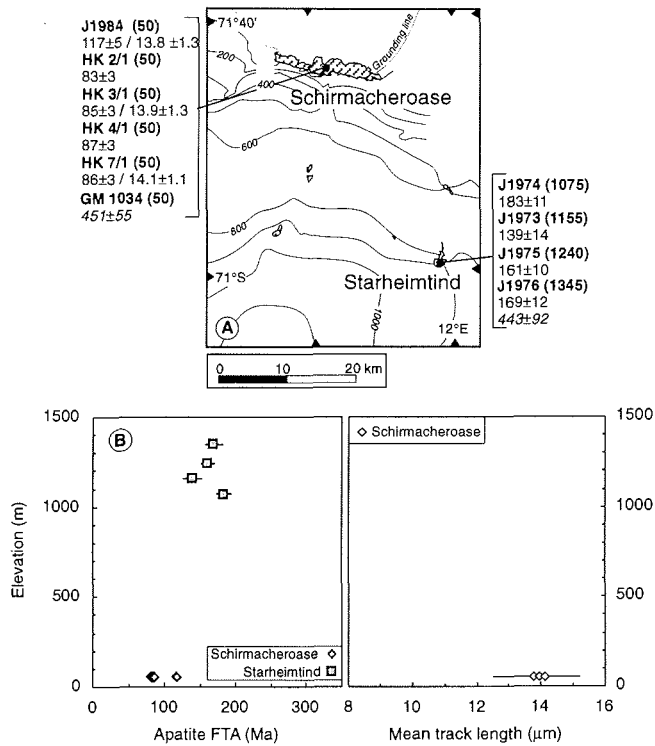 J1984 (50)
117±5 / 13.8 ±1.3
HK 2/1 (50)
83±3
HK 3/1 (50)
85±3 / 13.9±1.3
HK 4/1 (50)
87±3
HK 7/1 (50)
86±3 / 14.1±1.1
GM 1034 (50)
451±55
71°40'
200
400
600
800
1000
Grounding line
Schirmacheroase
Starheimtind
71°S
12°E
A
0 10 20 km
J1974 (1075)
183±11
J1973 (1155)
139±14
J1975 (1240)
161±10
J1976 (1345)
169±12
443±92
B
1500
1000
500
0
Elevation (m)
Schirmacheroase
Starheimtind
0 100 200 300
Apatite FTA (Ma)
Schirmacheroase
1500
1000
500
0
8 10 12 14 16
Mean track length (μm)